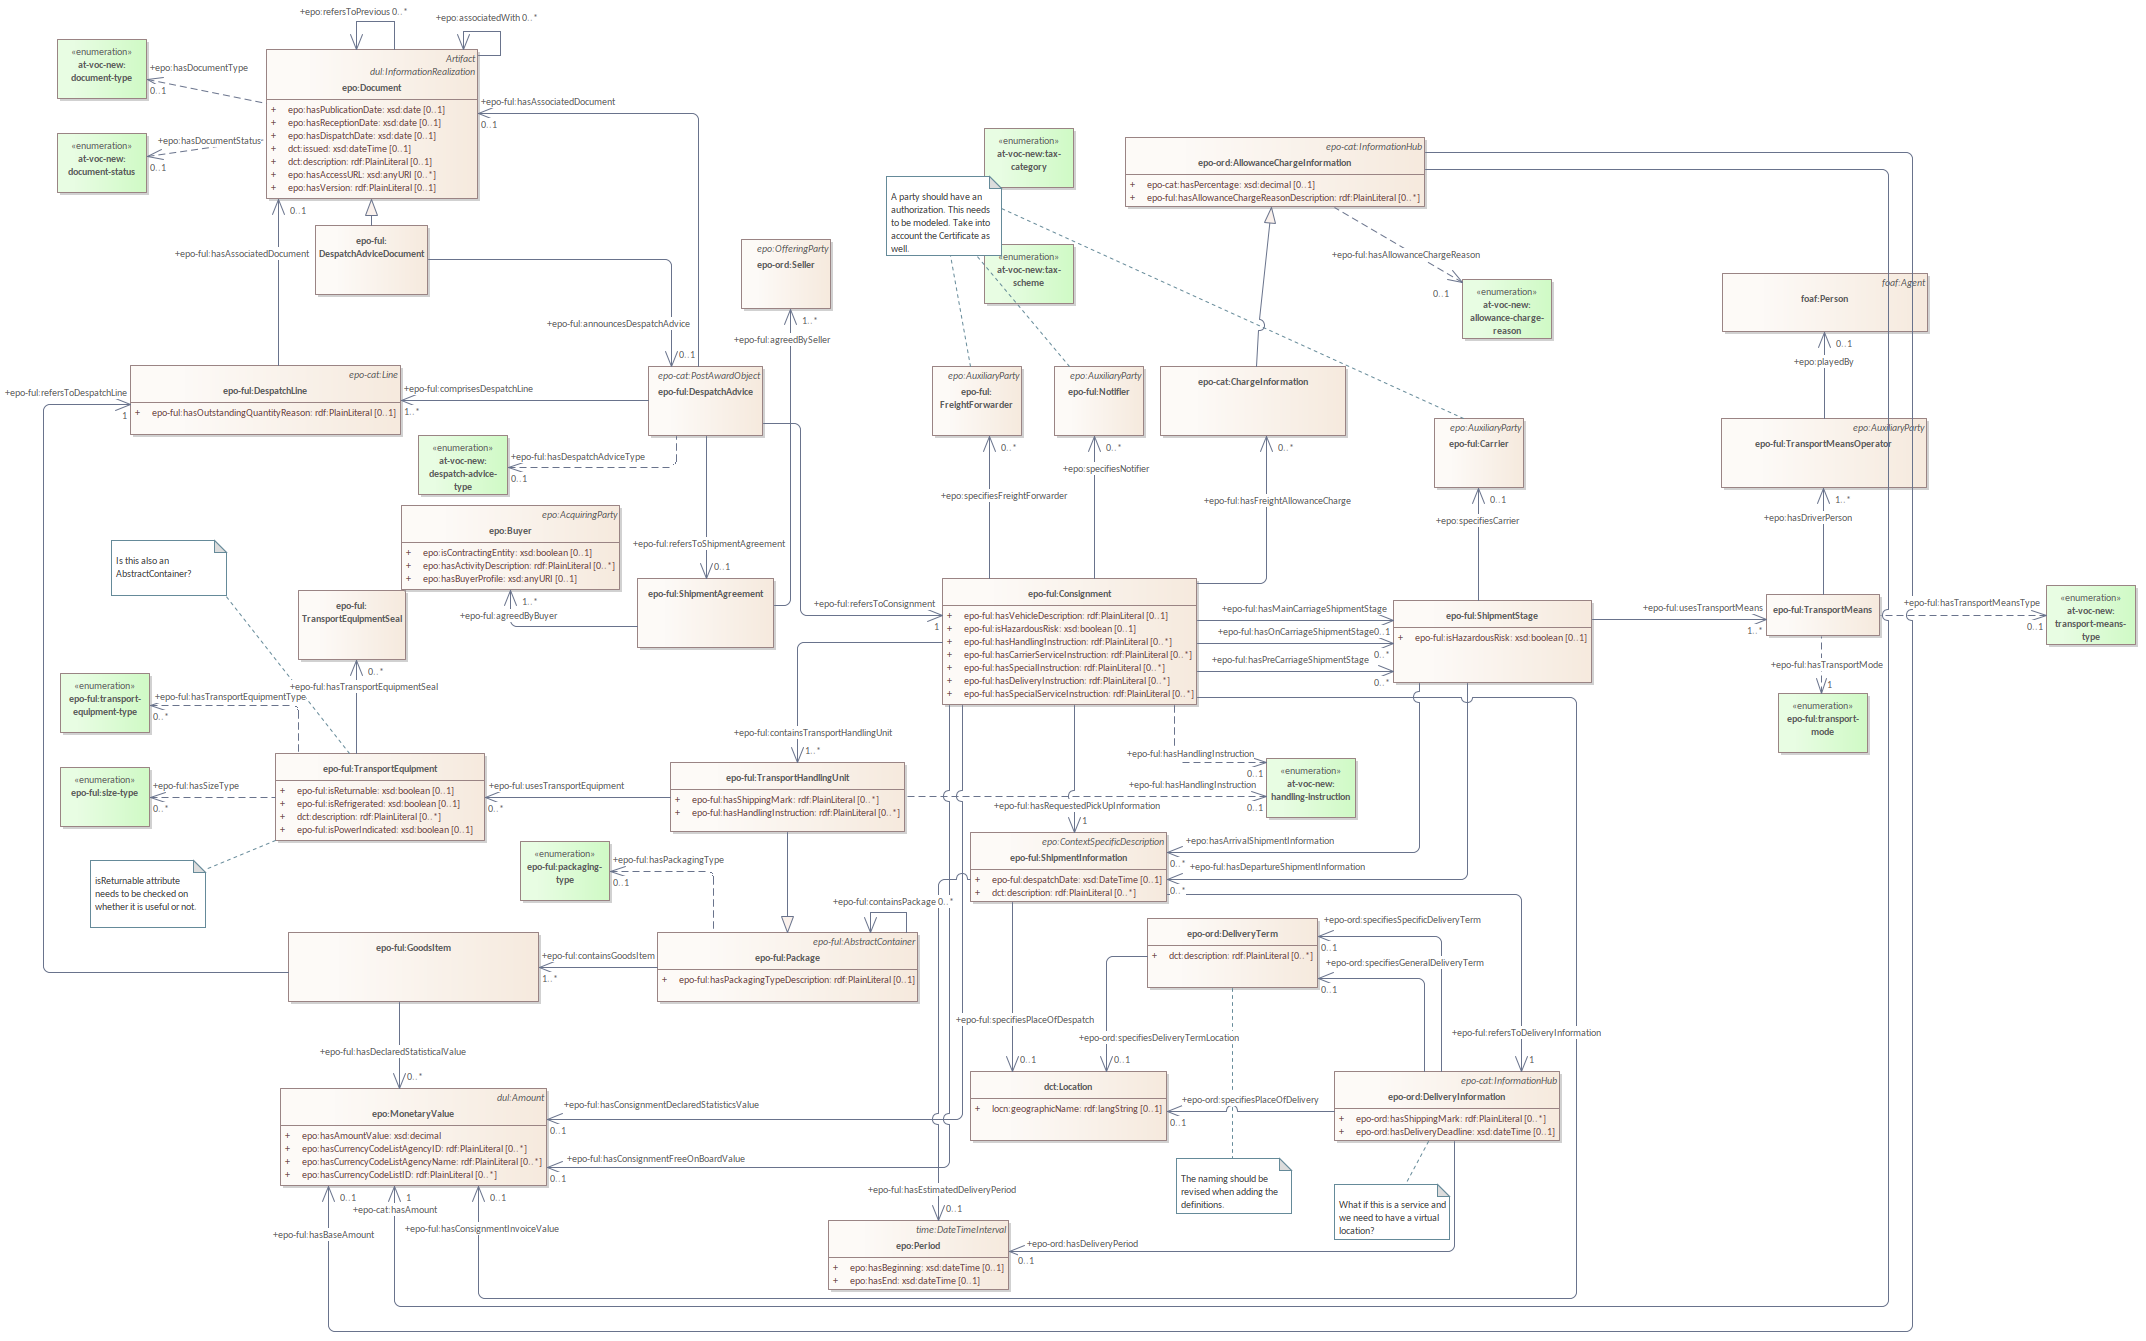 +epo:refersToPrevious 0..*
+epo:associatedWith 0..*
«enumeration»
at-voc-new:
document-type
+epo:hasDocumentType
0..1
«enumeration»
at-voc-new:
document-status
+epo:hasDocumentStatus
0..1
Artifact
dul:InformationRealization
epo:Document
+ epo:hasPublicationDate: xsd:date [0..1]
+ epo:hasReceptionDate: xsd:date [0..1]
+ epo:hasDispatchDate: xsd:date [0..1]
+ dct:issued: xsd:dateTime [0..1]
+ dct:description: rdf:PlainLiteral [0..1]
+ epo:hasAccessURL: xsd:anyURI [0..*]
+ epo:hasVersion: rdf:PlainLiteral [0..1]
+epo-ful:hasAssociatedDocument
0..1
0..1
+epo-ful:hasAssociatedDocument
epo-ful:
DespatchAdviceDocument
+epo-ful:announcesDespatchAdvice
0..1
epo:OfferingParty
epo-ord:Seller
1..*
+epo-ful:agreedBySeller
«enumeration»
at-voc-new:tax-
category
A party should have an
authorization. This needs
to be modeled. Take into
account the Certificate as
well.
«enumeration»
at-voc-new:tax-
scheme
epo-cat:InformationHub
epo-ord:AllowanceChargeInformation
+ epo-cat:hasPercentage: xsd:decimal [0..1]
+ epo-ful:hasAllowanceChargeReasonDescription: rdf:PlainLiteral [0..*]
+epo-ful:hasAllowanceChargeReason
0..1
«enumeration»
at-voc-new:
allowance-charge-
reason
foaf:Agent
foaf:Person
0..1
+epo:playedBy
+epo-ful:refersToDespatchLine
1
epo-cat:Line
epo-ful:DespatchLine
+ epo-ful:hasOutstandingQuantityReason: rdf:PlainLiteral [0..1]
+epo-ful:comprisesDespatchLine
1..*
epo-cat:PostAwardObject
epo-ful:DespatchAdvice
epo:AuxiliaryParty
epo-ful:
FreightForwarder
epo:AuxiliaryParty
epo-ful:Notifier
epo-cat:ChargeInformation
epo:AuxiliaryParty
epo-ful:Carrier
epo:AuxiliaryParty
epo-ful:TransportMeansOperator
«enumeration»
at-voc-new:
despatch-advice-
type
+epo-ful:hasDespatchAdviceType
0..1
0..*
+epo:specifiesFreightForwarder
0..*
+epo:specifiesNotifier
0..*
+epo-ful:hasFreightAllowanceCharge
0..1
+epo:specifiesCarrier
1..*
+epo:hasDriverPerson
epo:AcquiringParty
epo:Buyer
+ epo:isContractingEntity: xsd:boolean [0..1]
+ epo:hasActivityDescription: rdf:PlainLiteral [0..*]
+ epo:hasBuyerProfile: xsd:anyURI [0..1]
+epo-ful:refersToShipmentAgreement
0..1
Is this also an
AbstractContainer?
epo-ful:
TransportEquipmentSeal
1..*
+epo-ful:agreedByBuyer
epo-ful:ShipmentAgreement
+epo-ful:refersToConsignment
1
epo-ful:Consignment
+ epo-ful:hasVehicleDescription: rdf:PlainLiteral [0..1]
+ epo-ful:isHazardousRisk: xsd:boolean [0..1]
+ epo-ful:hasHandlingInstruction: rdf:PlainLiteral [0..*]
+ epo-ful:hasCarrierServiceInstruction: rdf:PlainLiteral [0..*]
+ epo-ful:hasSpecialInstruction: rdf:PlainLiteral [0..*]
+ epo-ful:hasDeliveryInstruction: rdf:PlainLiteral [0..*]
+ epo-ful:hasSpecialServiceInstruction: rdf:PlainLiteral [0..*]
+epo-ful:hasMainCarriageShipmentStage
+epo-ful:hasOnCarriageShipmentStage0..1
0..*
+epo-ful:hasPreCarriageShipmentStage
0..*
epo-ful:ShipmentStage
+ epo-ful:isHazardousRisk: xsd:boolean [0..1]
+epo-ful:usesTransportMeans
1..*
epo-ful:TransportMeans
+epo-ful:hasTransportMeansType
0..1
«enumeration»
at-voc-new:
transport-means-
type
+epo-ful:hasTransportMode
1
«enumeration»
epo-ful:transport-
mode
0..*
+epo-ful:hasTransportEquipmentSeal
«enumeration»
epo-ful:transport-
equipment-type
+epo-ful:hasTransportEquipmentType
0..*
+epo-ful:containsTransportHandlingUnit
1..*
«enumeration»
epo-ful:size-type
+epo-ful:hasSizeType
0..*
epo-ful:TransportEquipment
+ epo-ful:isReturnable: xsd:boolean [0..1]
+ epo-ful:isRefrigerated: xsd:boolean [0..1]
+ dct:description: rdf:PlainLiteral [0..*]
+ epo-ful:isPowerIndicated: xsd:boolean [0..1]
+epo-ful:usesTransportEquipment
0..*
epo-ful:TransportHandlingUnit
+ epo-ful:hasShippingMark: rdf:PlainLiteral [0..*]
+ epo-ful:hasHandlingInstruction: rdf:PlainLiteral [0..*]
+epo-ful:hasHandlingInstruction
0..1
+epo-ful:hasHandlingInstruction
0..1
«enumeration»
at-voc-new:
handling-instruction
+epo-ful:hasRequestedPickUpInformation
1
isReturnable attribute
needs to be checked on
whether it is useful or not.
«enumeration»
epo-ful:packaging-
type
+epo-ful:hasPackagingType
0..1
epo:ContextSpecificDescription
epo-ful:ShipmentInformation
+ epo-ful:despatchDate: xsd:DateTime [0..1]
+ dct:description: rdf:PlainLiteral [0..*]
+epo-ful:hasArrivalShipmentInformation
0..*
+epo-ful:hasDepartureShipmentInformation
0..*
+epo-ful:containsPackage 0..*
epo-ful:GoodsItem
+epo-ful:containsGoodsItem
1..*
epo-ful:AbstractContainer
epo-ful:Package
+ epo-ful:hasPackagingTypeDescription: rdf:PlainLiteral [0..1]
epo-ord:DeliveryTerm
+ dct:description: rdf:PlainLiteral [0..*]
+epo-ord:specifiesSpecificDeliveryTerm
0..1
+epo-ord:specifiesGeneralDeliveryTerm
0..1
+epo-ful:specifiesPlaceOfDespatch
0..1
+epo-ord:specifiesDeliveryTermLocation
0..1
+epo-ful:refersToDeliveryInformation
1
+epo-ful:hasDeclaredStatisticalValue
0..*
dul:Amount
epo:MonetaryValue
+ epo:hasAmountValue: xsd:decimal
+ epo:hasCurrencyCodeListAgencyID: rdf:PlainLiteral [0..*]
+ epo:hasCurrencyCodeListAgencyName: rdf:PlainLiteral [0..*]
+ epo:hasCurrencyCodeListID: rdf:PlainLiteral [0..*]
+epo-ful:hasConsignmentDeclaredStatisticsValue
0..1
+epo-ful:hasConsignmentFreeOnBoardValue
0..1
dct:Location
+ locn:geographicName: rdf:langString [0..1]
+epo-ord:specifiesPlaceOfDelivery
0..1
epo-cat:InformationHub
epo-ord:DeliveryInformation
+ epo-ord:hasShippingMark: rdf:PlainLiteral [0..*]
+ epo-ord:hasDeliveryDeadline: xsd:dateTime [0..1]
0..1
+epo-ful:hasBaseAmount
1
+epo-cat:hasAmount
0..1
+epo-ful:hasConsignmentInvoiceValue
+epo-ful:hasEstimatedDeliveryPeriod
0..1
The naming should be
revised when adding the
definitions.
What if this is a service and
we need to have a virtual
location?
time:DateTimeInterval
epo:Period
+ epo:hasBeginning: xsd:dateTime [0..1]
+ epo:hasEnd: xsd:dateTime [0..1]
+epo-ord:hasDeliveryPeriod
0..1